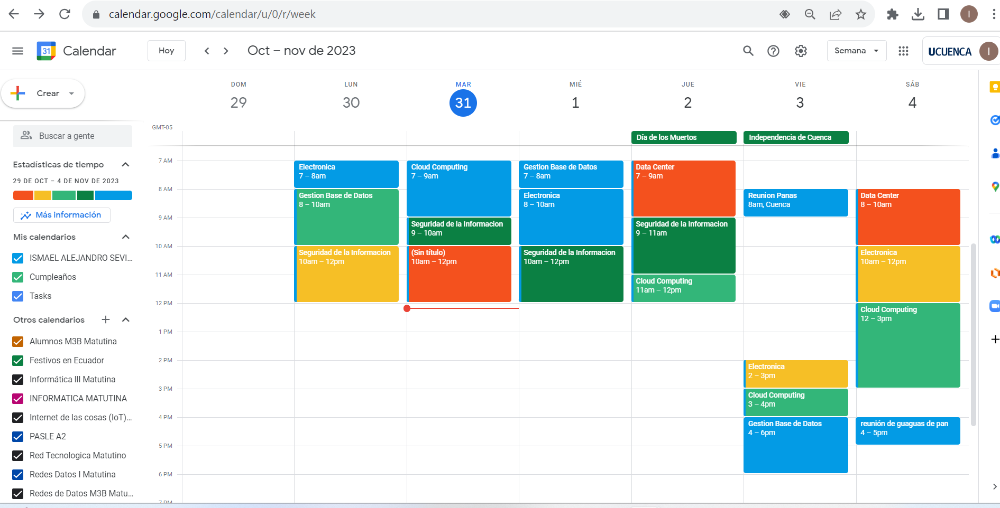 calendar.google.com/calendar/u/0/r/week
I
31
Calendar
Hoy
Oct – nov de 2023
Semana
UCUENCA
I
Crear
DOM
LUN
MAR
MIÉ
JUE
VIE
SÁB
29
30
31
1
2
3
4
GMT-05
Día de los Muertos
Independencia de Cuenca
Buscar a gente
Estadísticas de tiempo
29 DE OCT – 4 DE NOV DE 2023
Más información
Mis calendarios
ISMAEL ALEJANDRO SEVI...
Cumpleaños
Tasks
Otros calendarios
Alumnos M3B Matutina
Festivos en Ecuador
Informática III Matutina
INFORMATICA MATUTINA
Internet de las cosas (IoT)...
PASLE A2
Red Tecnologica Matutino
Redes Datos I Matutina
Redes de Datos M3B Matu...
7 AM
8 AM
9 AM
10 AM
11 AM
12 PM
1 PM
2 PM
3 PM
4 PM
5 PM
6 PM
7 PM
Electronica
7 – 8am
Gestion Base de Datos
8 – 10am
Seguridad de la Informacion
10am – 12pm
Cloud Computing
7 – 9am
Seguridad de la Informacion
9 – 10am
(Sin título)
10am – 12pm
Gestion Base de Datos
7 – 8am
Electronica
8 – 10am
Seguridad de la Informacion
10am – 12pm
Data Center
7 – 9am
Seguridad de la Informacion
9 – 11am
Cloud Computing
11am – 12pm
Reunion Panas
8am, Cuenca
Electronica
2 – 3pm
Cloud Computing
3 – 4pm
Gestion Base de Datos
4 – 6pm
Data Center
8 – 10am
Electronica
10am – 12pm
Cloud Computing
12 – 3pm
reunión de guaguas de pan
4 – 5pm